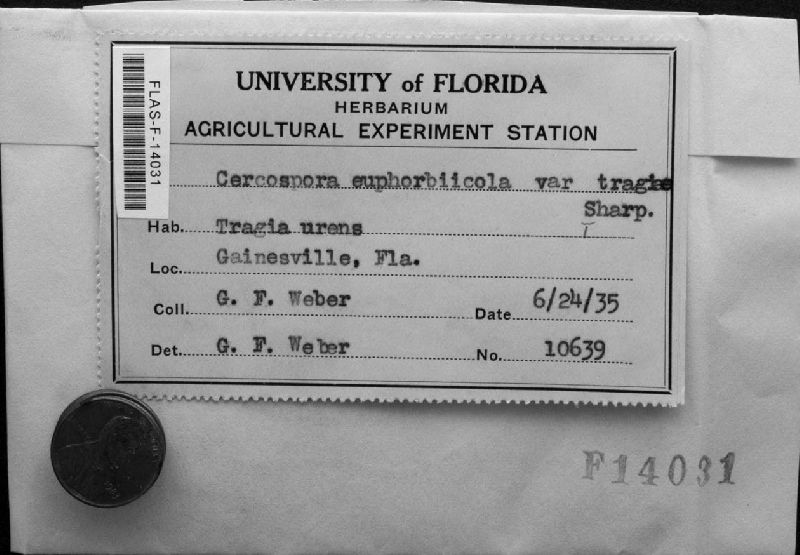 FLAS-F-14031
UNIVERSITY of FLORIDA
HERBARIUM
AGRICULTURAL EXPERIMENT STATION
Cercospora euphorbiicola var tragiae
Sharp.
Hab. Tragia urens
Loc. Gainesville, Fla.
Coll. G. F. Weber Date 6/24/35
Det. G. F. Weber No. 10639
F14031